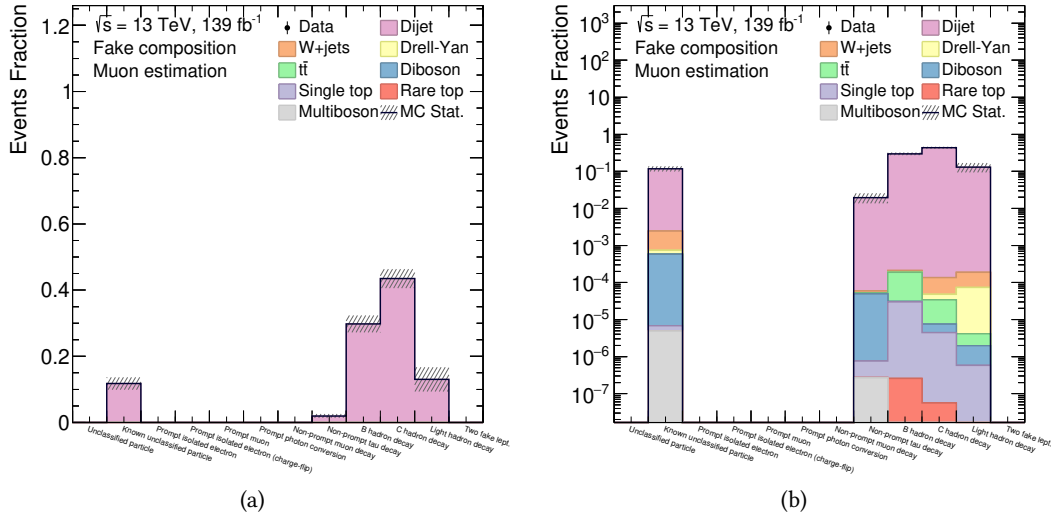 √s = 13 TeV, 139 fb⁻¹
Fake composition
Muon estimation
Data
Dijet
W+jets
Drell-Yan
tt̄
Diboson
Single top
Rare top
Multiboson
MC Stat.
Events Fraction
1.2
1
0.8
0.6
0.4
0.2
0
Unclassified particle
Known unclassified particle
Prompt isolated electron
Prompt isolated electron (charge-flip)
Prompt muon
Prompt photon conversion
Non-prompt muon decay
Non-prompt tau decay
B hadron decay
C hadron decay
Light hadron decay
Two fake lept.
(a)
√s = 13 TeV, 139 fb⁻¹
Fake composition
Muon estimation
Data
Dijet
W+jets
Drell-Yan
tt̄
Diboson
Single top
Rare top
Multiboson
MC Stat.
Events Fraction
10³
10²
10
1
10⁻¹
10⁻²
10⁻³
10⁻⁴
10⁻⁵
10⁻⁶
10⁻⁷
Unclassified particle
Known unclassified particle
Prompt isolated electron
Prompt isolated electron (charge-flip)
Prompt muon
Prompt photon conversion
Non-prompt muon decay
Non-prompt tau decay
B hadron decay
C hadron decay
Light hadron decay
Two fake lept.
(b)